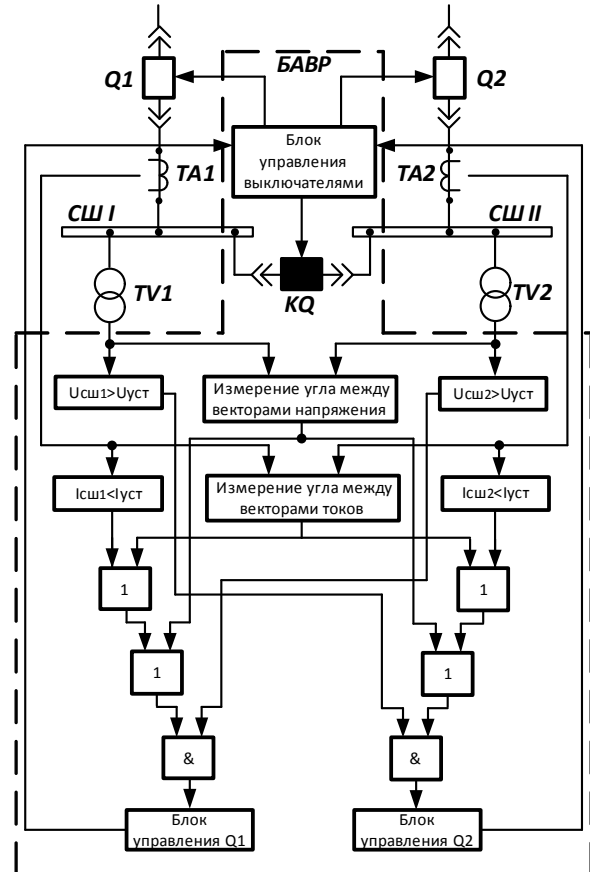 БАВР
Q1
Q2
Блок
управления
выключателями
TA1
TA2
СШ I
СШ II
TV1
KQ
TV2
Uсш1>Uуст
Измерение угла между
векторами напряжения
Uсш2>Uуст
Iсш1<Iуст
Измерение угла между
векторами токов
Iсш2<Iуст
1
1
1
1
&
&
Блок
управления Q1
Блок
управления Q2